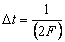 Δt = 1/(2F)